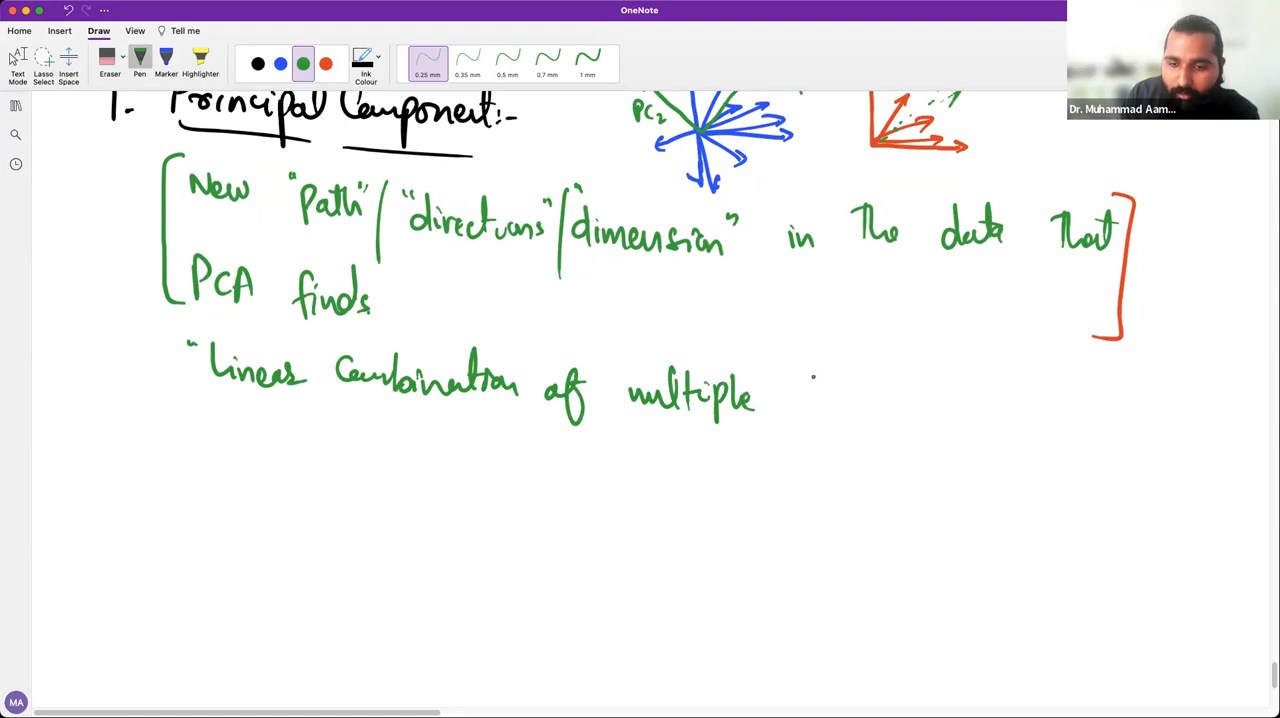 OneNote
Home Insert Draw View Tell me
Text Mode Lasso Select Insert Space Eraser Pen Marker Highlighter Ink Colour 0.25 mm 0.35 mm 0.5 mm 0.7 mm 1 mm
Dr. Muhammad Aam...
1. Principal Component:-
PC2
New "Path" / "directions" / "dimension" in the data that
PCA finds
"Linear Combination of multiple
MA